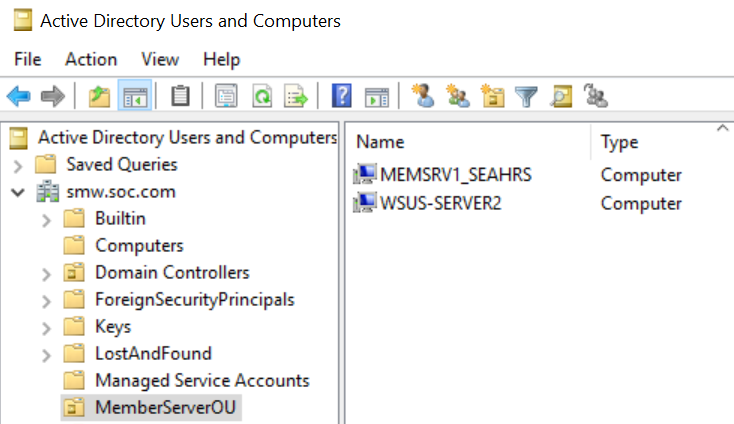 Active Directory Users and Computers
File Action View Help
Active Directory Users and Computers
Saved Queries
smw.soc.com
Builtin
Computers
Domain Controllers
ForeignSecurityPrincipals
Keys
LostAndFound
Managed Service Accounts
MemberServerOU
Name Type
MEMSRV1_SEAHRS Computer
WSUS-SERVER2 Computer